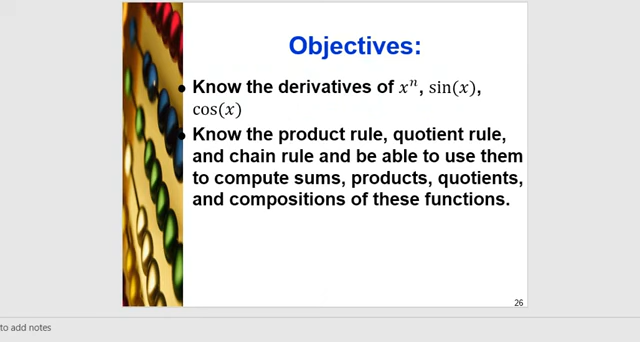 Objectives:
• Know the derivatives of xⁿ, sin(x),
cos(x)
• Know the product rule, quotient rule,
and chain rule and be able to use them
to compute sums, products, quotients,
and compositions of these functions.
26
to add notes